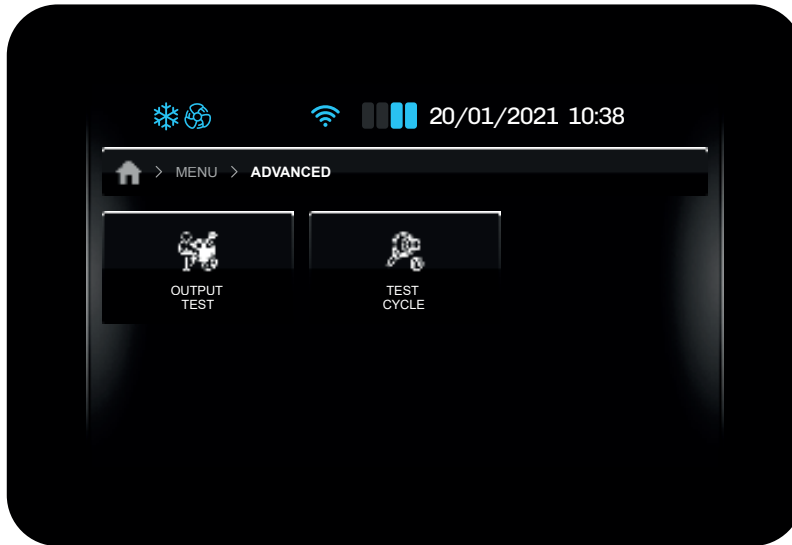 20/01/2021 10:38
> MENU > ADVANCED
OUTPUT
TEST
TEST
CYCLE